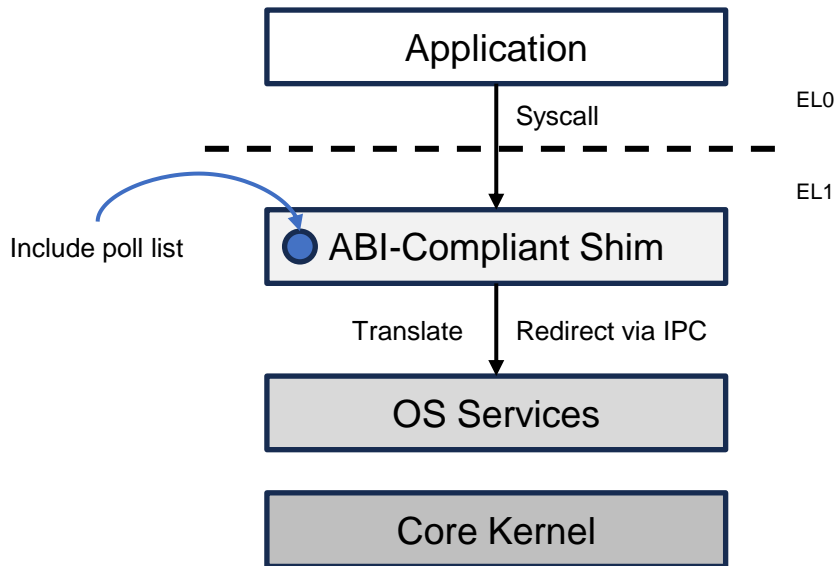 Application
EL0
Syscall
EL1
Include poll list
ABI-Compliant Shim
Translate
Redirect via IPC
OS Services
Core Kernel